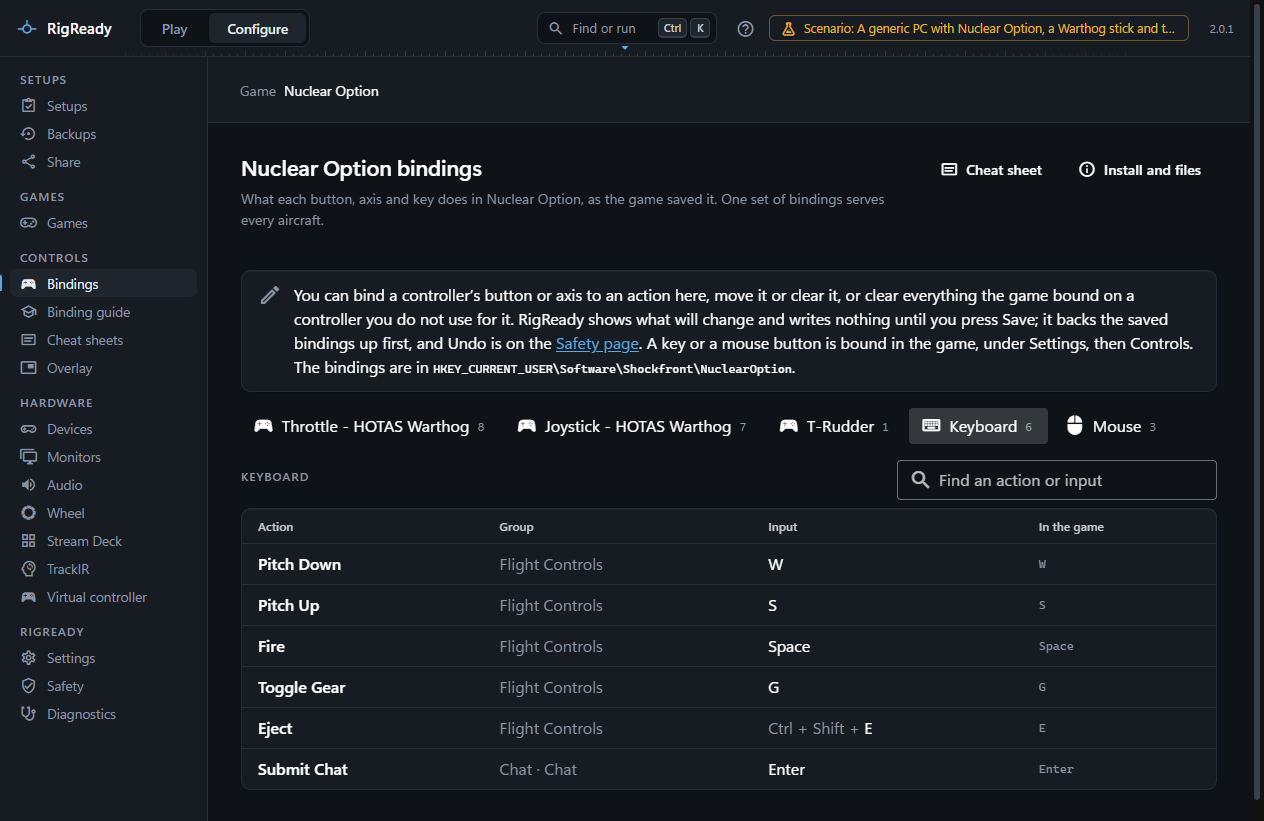 RigReady
Play
Configure
Find or run
Ctrl
K
Scenario: A generic PC with Nuclear Option, a Warthog stick and t...
2.0.1
SETUPS
Setups
Backups
Share
GAMES
Games
CONTROLS
Bindings
Binding guide
Cheat sheets
Overlay
HARDWARE
Devices
Monitors
Audio
Wheel
Stream Deck
TrackIR
Virtual controller
RIGREADY
Settings
Safety
Diagnostics
Game Nuclear Option
Nuclear Option bindings
Cheat sheet
Install and files
What each button, axis and key does in Nuclear Option, as the game saved it. One set of bindings serves
every aircraft.
You can bind a controller’s button or axis to an action here, move it or clear it, or clear everything the game bound on a
controller you do not use for it. RigReady shows what will change and writes nothing until you press Save; it backs the saved
bindings up first, and Undo is on the Safety page. A key or a mouse button is bound in the game, under Settings, then Controls.
The bindings are in HKEY_CURRENT_USER\Software\Shockfront\NuclearOption.
Throttle - HOTAS Warthog 8
Joystick - HOTAS Warthog 7
T-Rudder 1
Keyboard 6
Mouse 3
KEYBOARD
Find an action or input
Action Group Input In the game
Pitch Down Flight Controls W W
Pitch Up Flight Controls S S
Fire Flight Controls Space Space
Toggle Gear Flight Controls G G
Eject Flight Controls Ctrl + Shift + E E
Submit Chat Chat · Chat Enter Enter